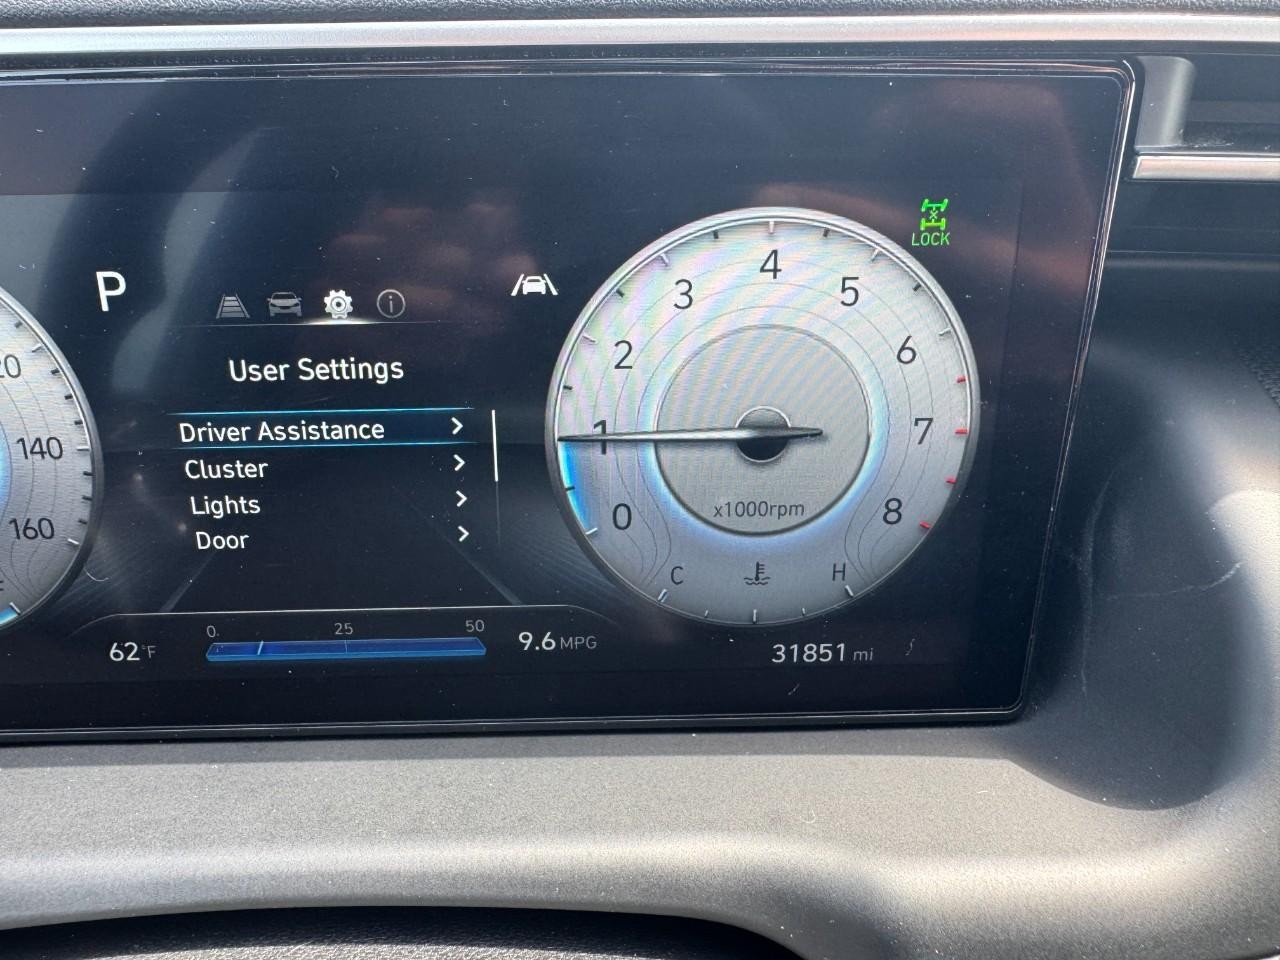 P
User Settings
Driver Assistance
Cluster
Lights
Door
20
140
160
62°F
0
25
50
9.6 MPG
0
1
2
3
4
5
6
7
8
x1000rpm
C
H
31851 mi
LOCK